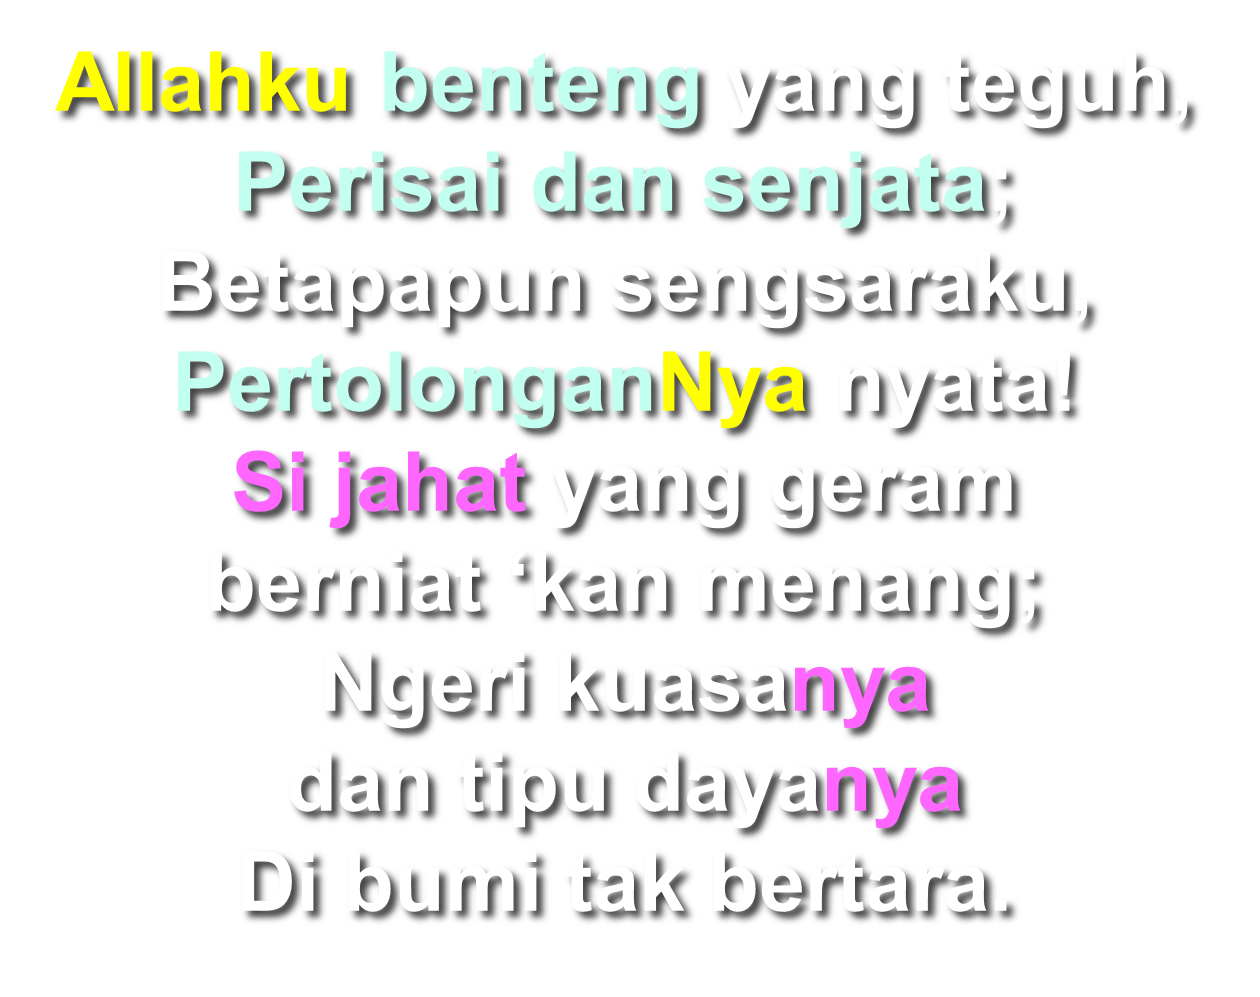 Allahku benteng yang teguh,
Perisai dan senjata;
Betapapun sengsaraku,
PertolonganNya nyata!
Si jahat yang geram
berniat ‘kan menang;
Ngeri kuasanya
dan tipu dayanya
Di bumi tak bertara.